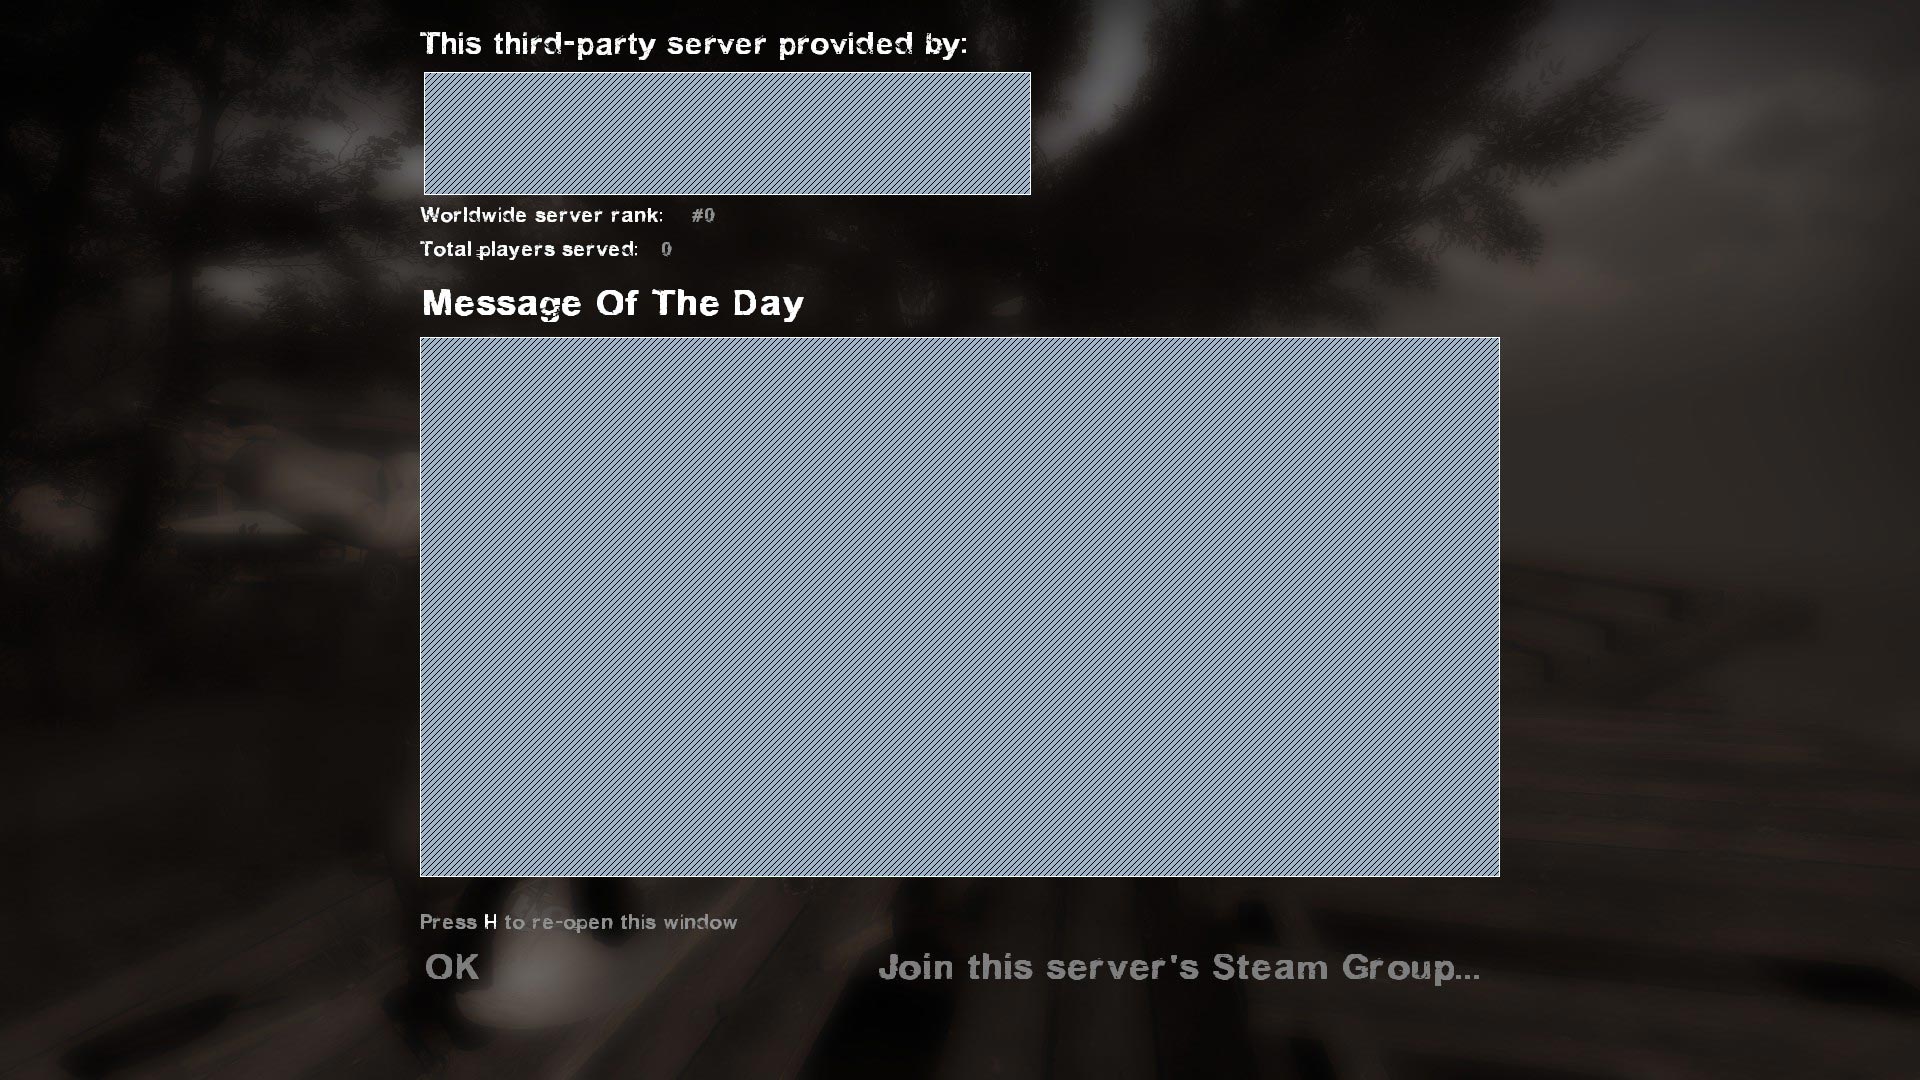 This third-party server provided by:
Worldwide server rank: #0
Total players served: 0
Message Of The Day
Press H to re-open this window
OK
Join this server's Steam Group...